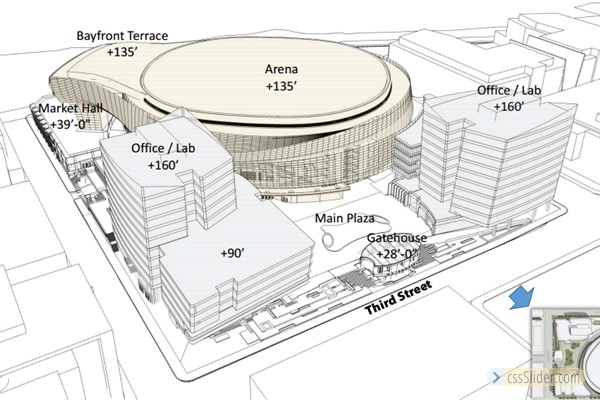 Bayfront Terrace
+135'
Arena
+135'
Office / Lab
+160'
Market Hall
+39'-0"
Office / Lab
+160'
Main Plaza
Gatehouse
+28'-0"
+90'
Third Street
cssSlider.com